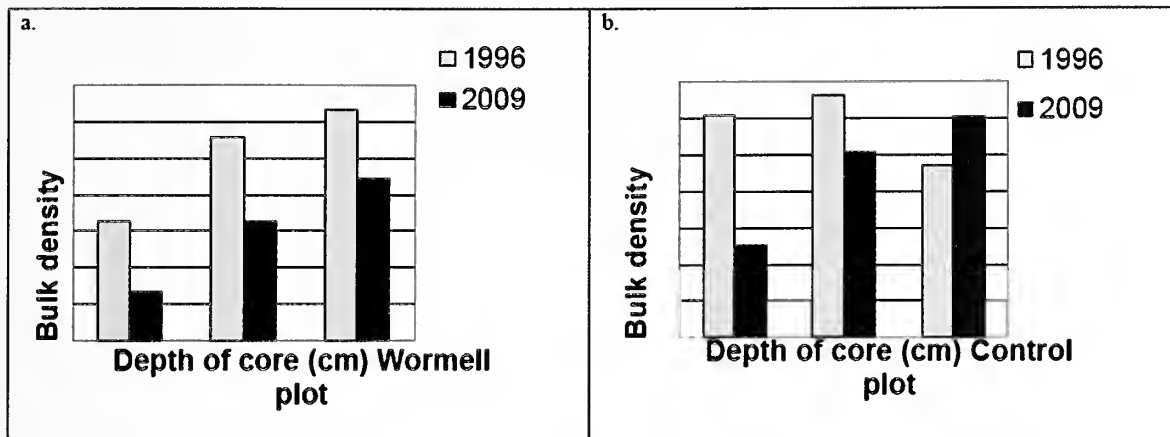 a.
1996
2009
Bulk density
Depth of core (cm) Wormell
plot
b.
1996
2009
Bulk density
Depth of core (cm) Control
plot